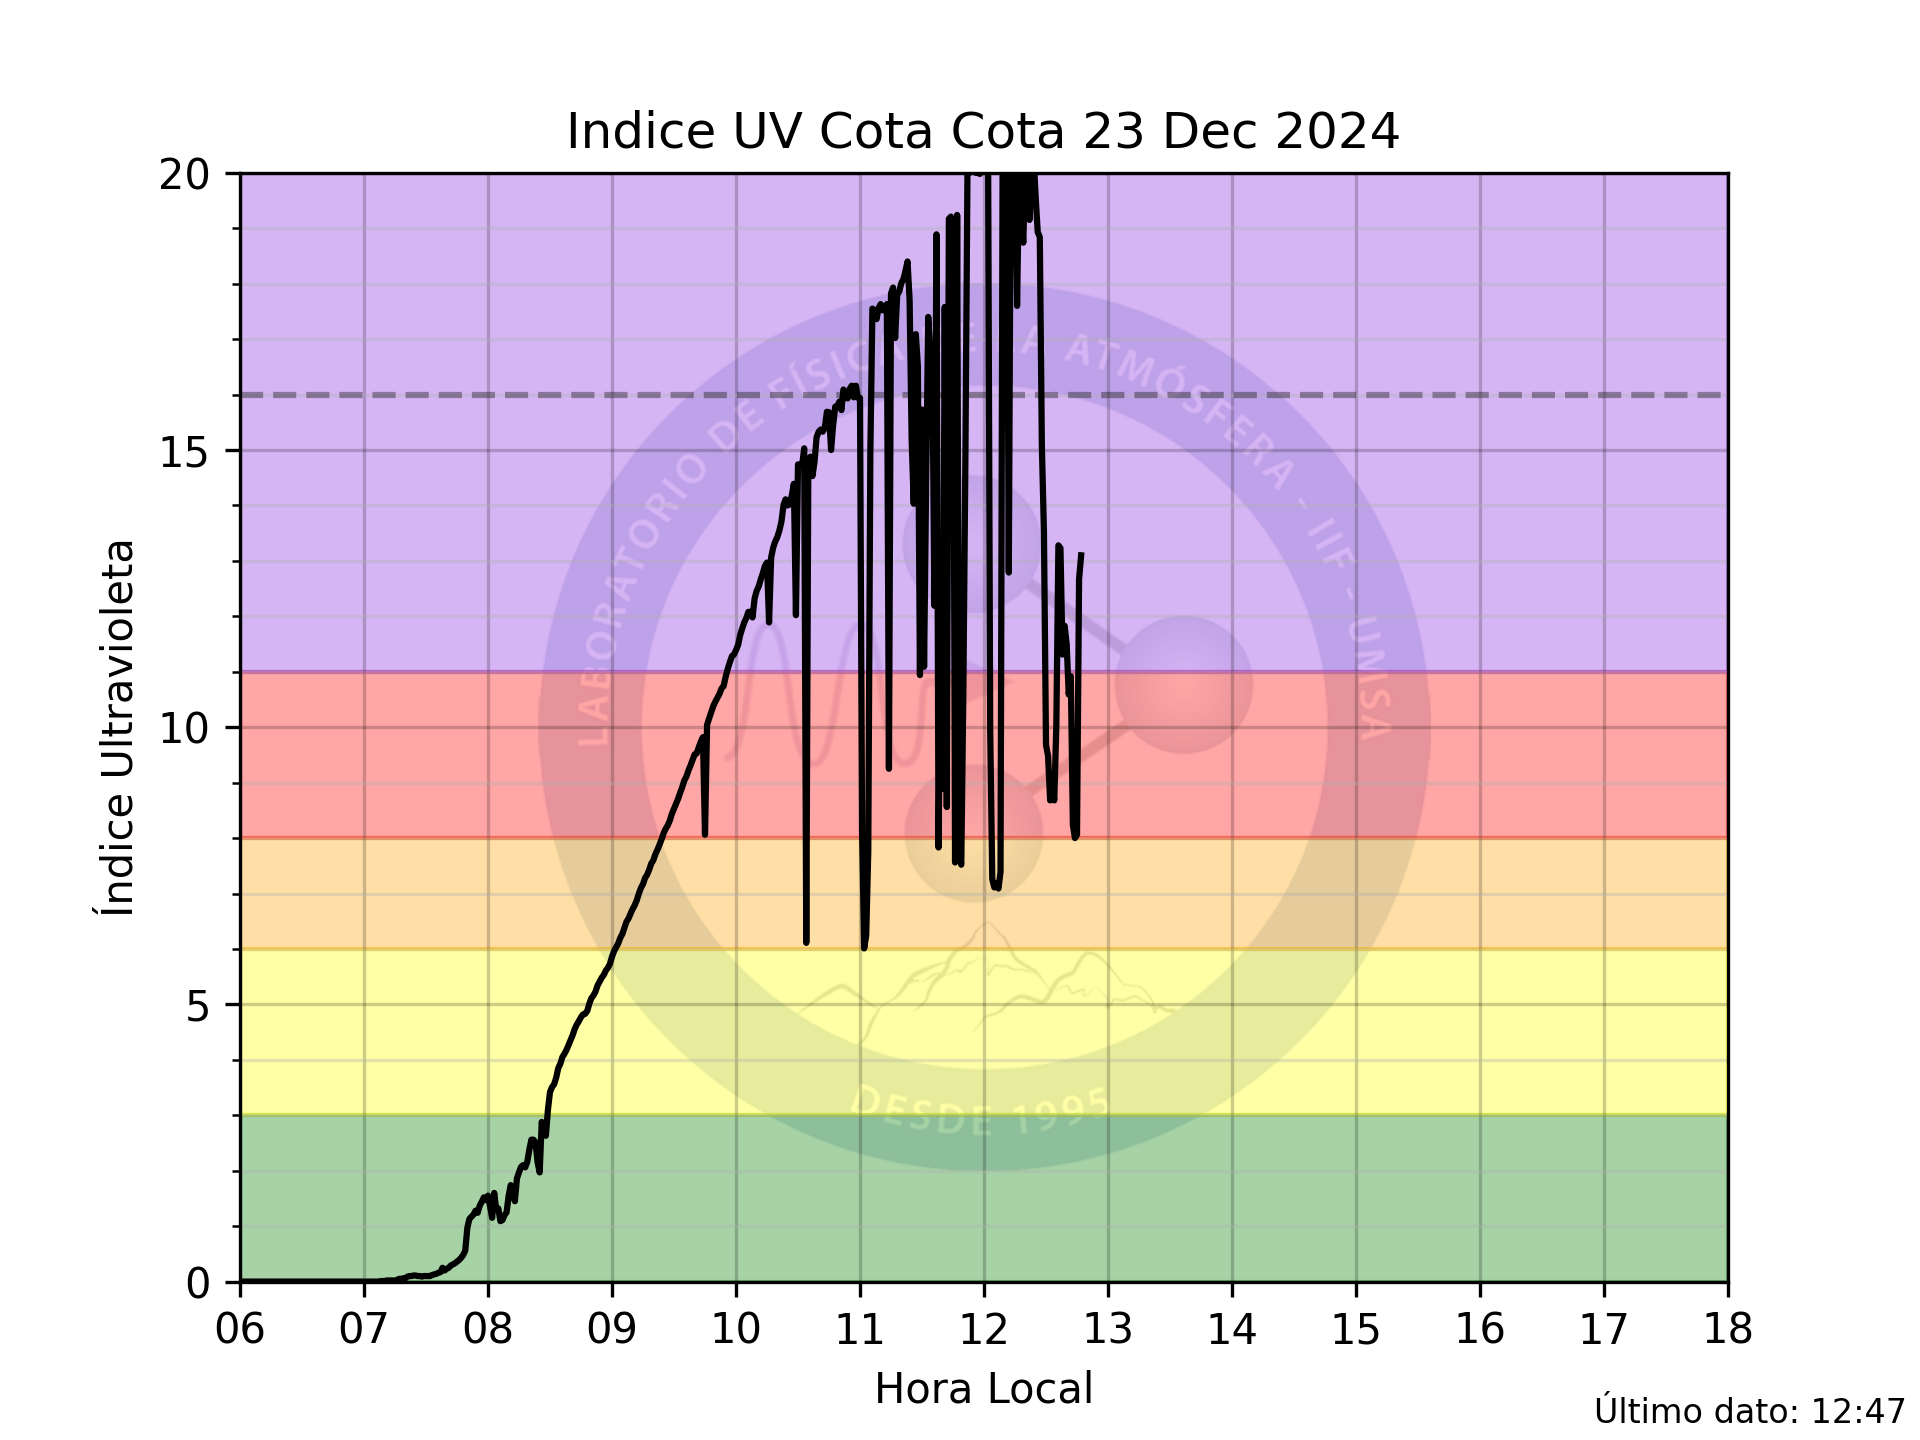 Indice UV Cota Cota 23 Dec 2024
20
15
10
5
0
Índice Ultravioleta
LABORATORIO DE FÍSICA DE LA ATMÓSFERA - IIF - UMSA
DESDE 1995
06 07 08 09 10 11 12 13 14 15 16 17 18
Hora Local
Último dato: 12:47